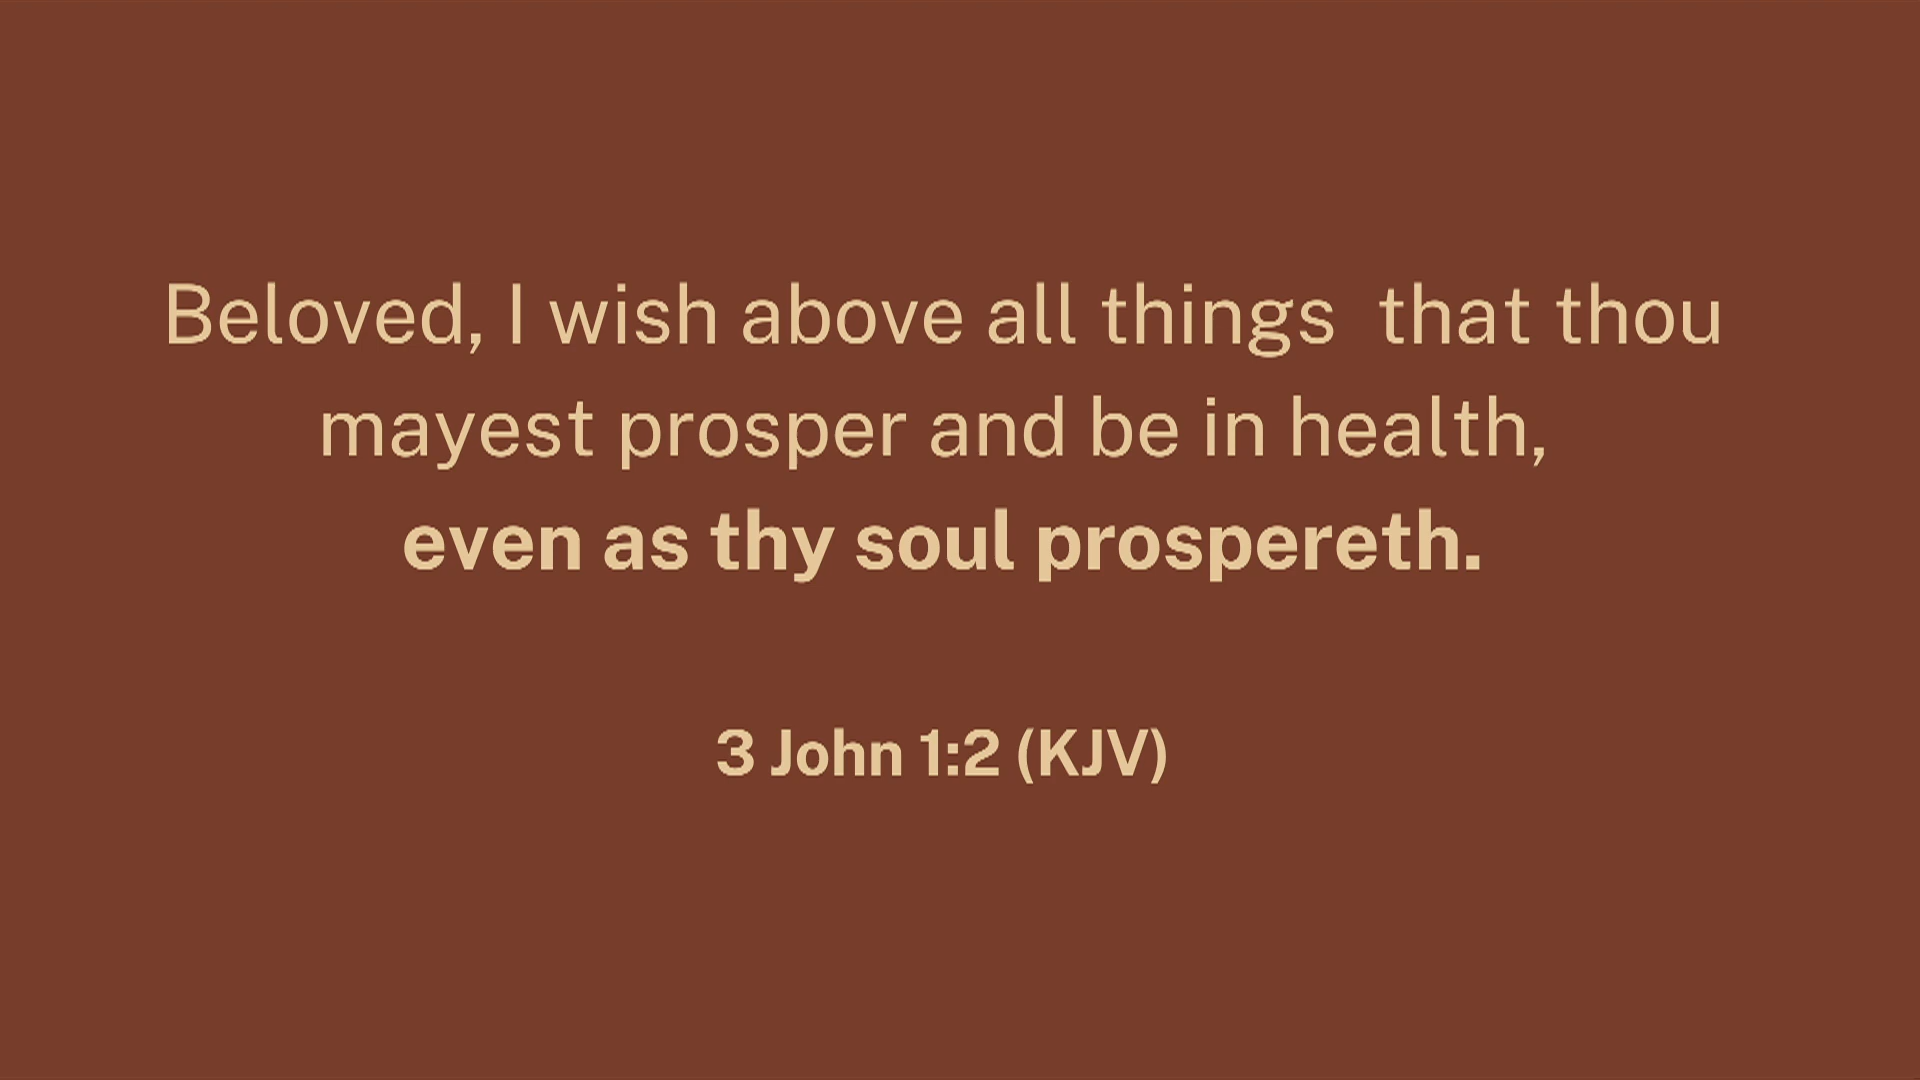 Beloved, I wish above all things  that thou
mayest prosper and be in health,
even as thy soul prospereth.
3 John 1:2 (KJV)